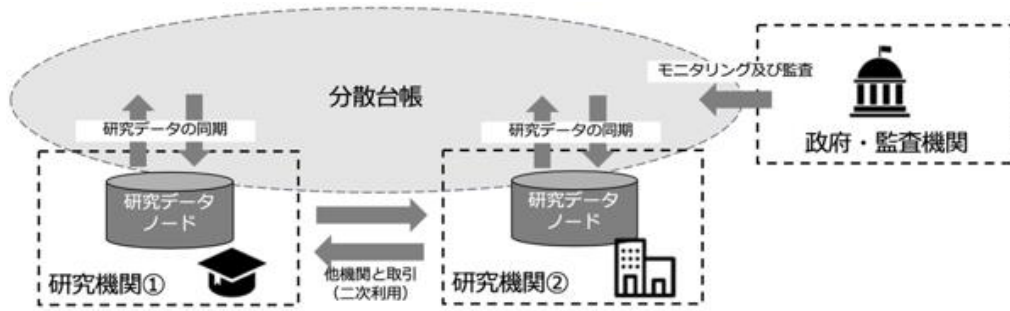 分散台帳
モニタリング及び監査
政府・監査機関
研究データの同期
研究データの同期
研究データ
ノード
研究データ
ノード
研究機関①
他機関と取引
（二次利用）
研究機関②